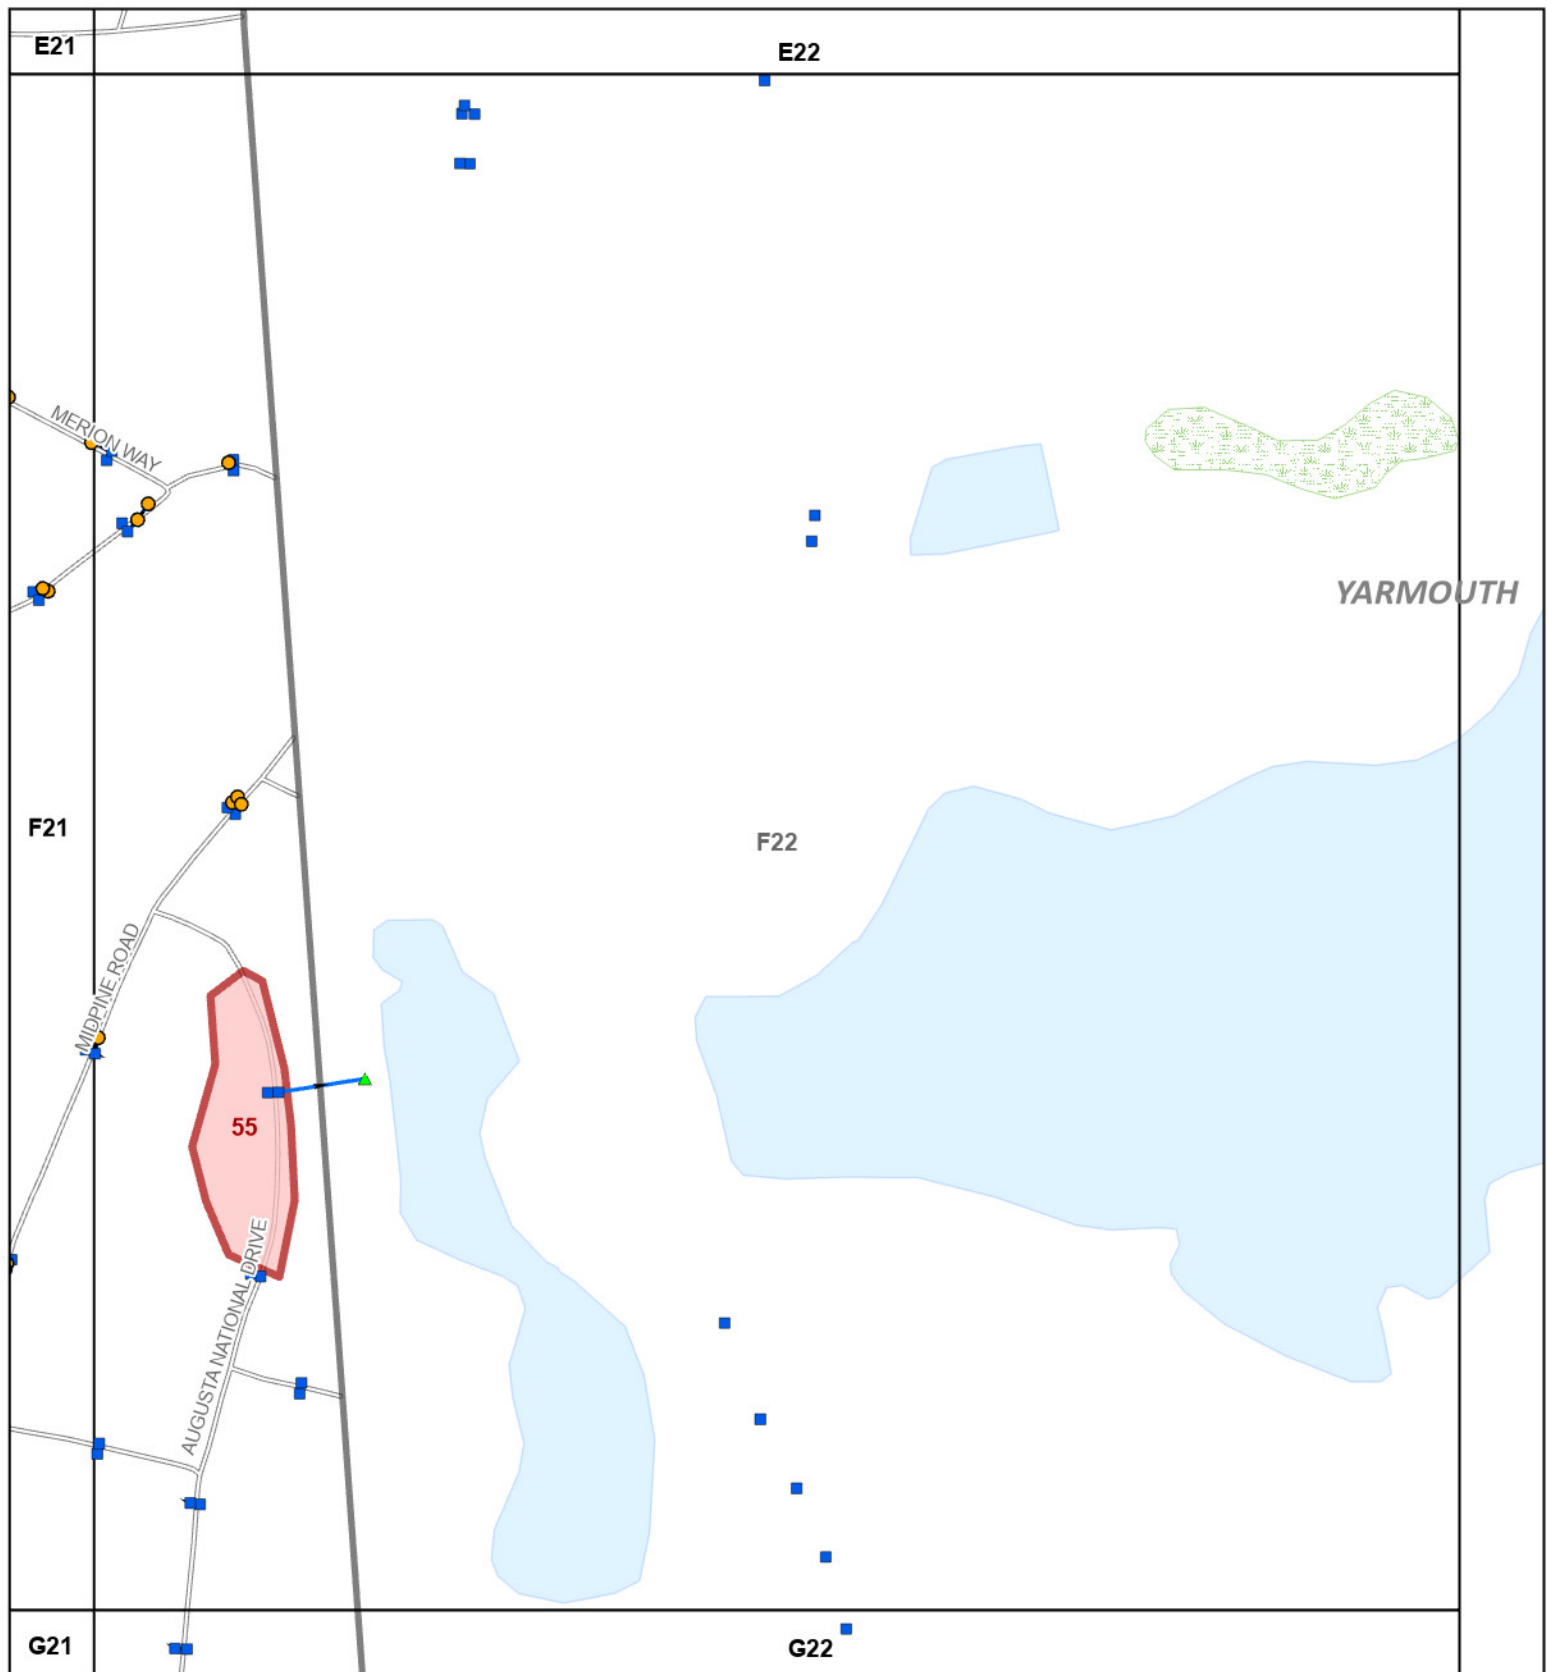 E21
E22
MERION WAY
YARMOUTH
F21
F22
MIDPINE ROAD
55
AUGUSTA NATIONAL DRIVE
G21
G22